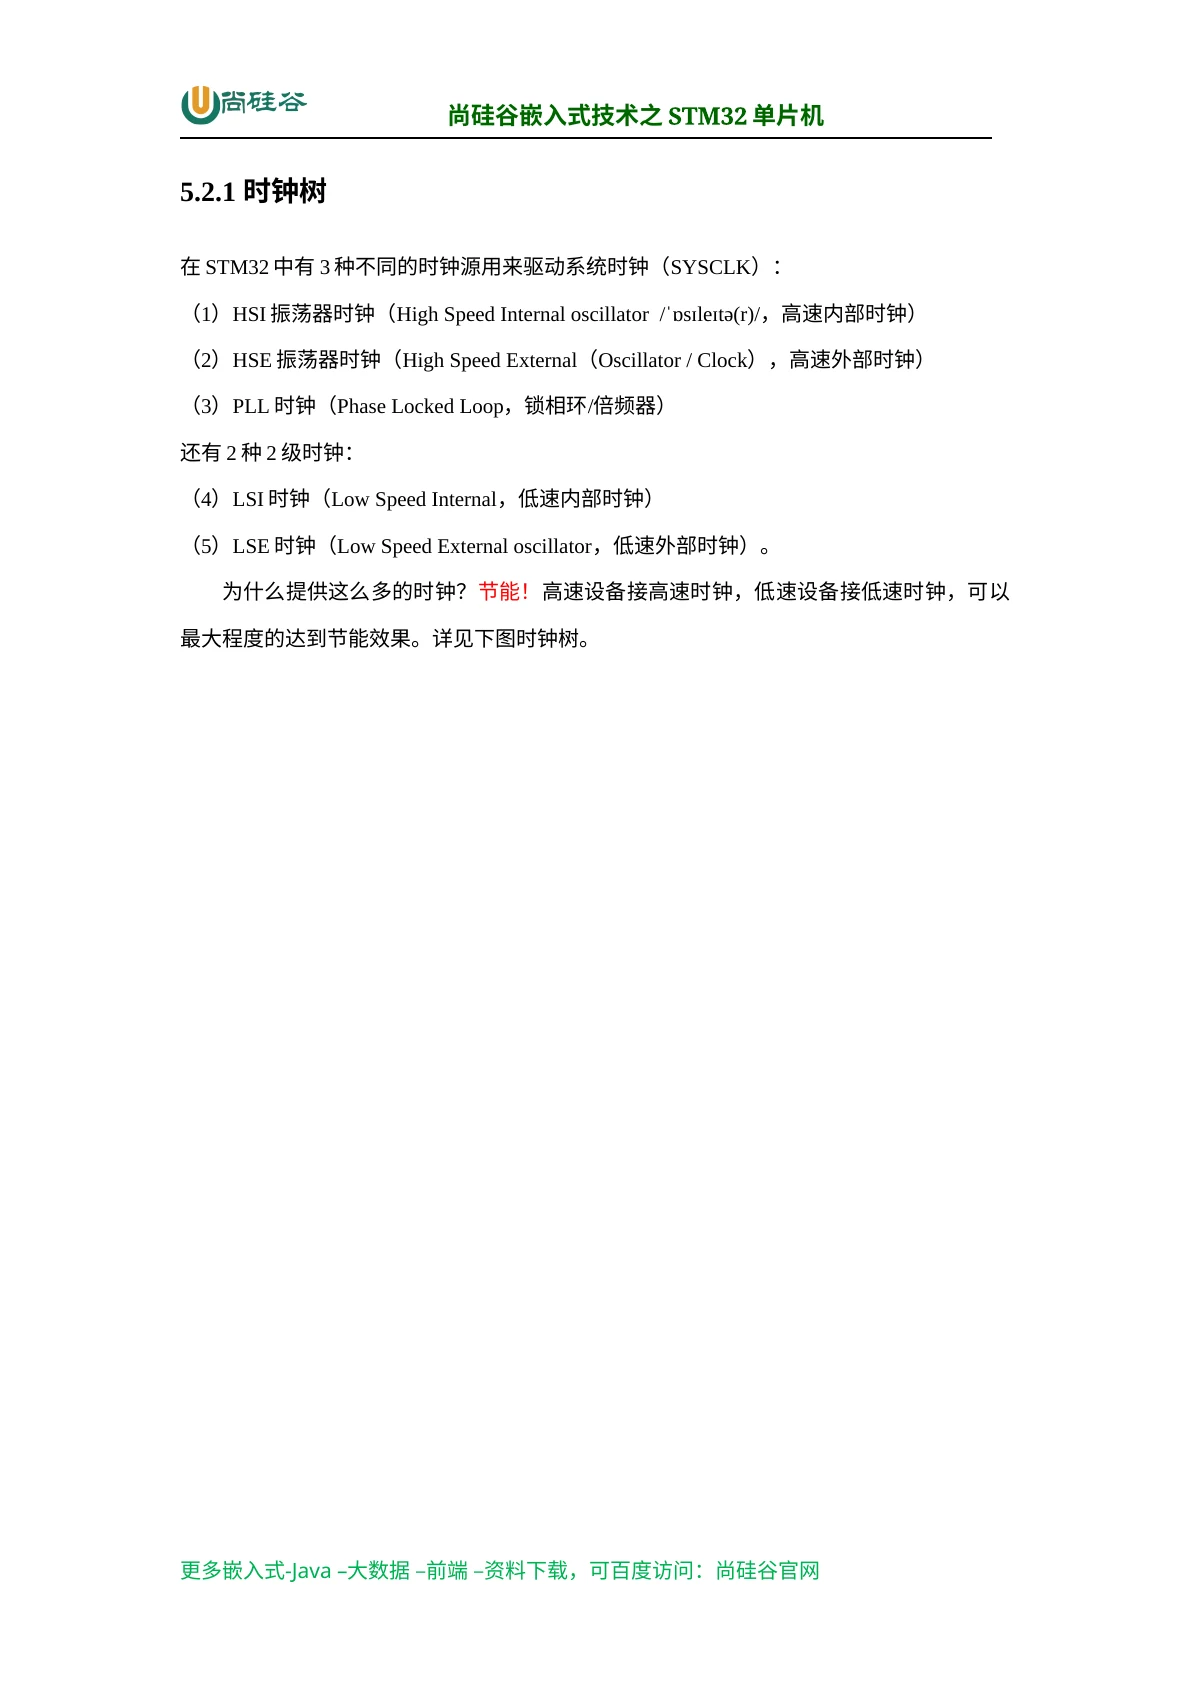 尚硅谷
尚硅谷嵌入式技术之 STM32 单片机
5.2.1 时钟树
在 STM32 中有 3 种不同的时钟源用来驱动系统时钟（SYSCLK）：
（1）HSI 振荡器时钟（High Speed Internal oscillator /ˈɒsɪleɪtə(r)/，高速内部时钟）
（2）HSE 振荡器时钟（High Speed External（Oscillator / Clock），高速外部时钟）
（3）PLL 时钟（Phase Locked Loop，锁相环/倍频器）
还有 2 种 2 级时钟：
（4）LSI 时钟（Low Speed Internal，低速内部时钟）
（5）LSE 时钟（Low Speed External oscillator，低速外部时钟）。
为什么提供这么多的时钟？节能！高速设备接高速时钟，低速设备接低速时钟，可以
最大程度的达到节能效果。详见下图时钟树。
更多嵌入式-Java –大数据 –前端 –资料下载，可百度访问：尚硅谷官网